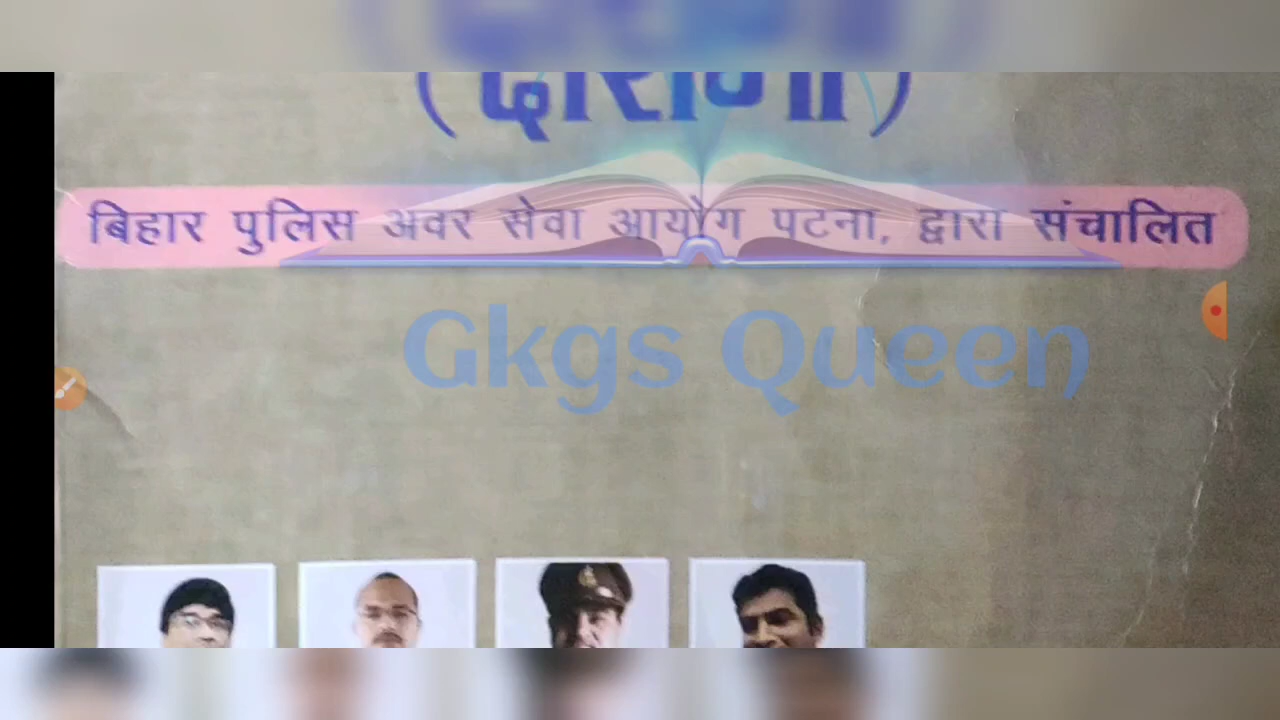 (दारोगा)
बिहार पुलिस अवर सेवा आयोग पटना, द्वारा संचालित
Gkgs Queen